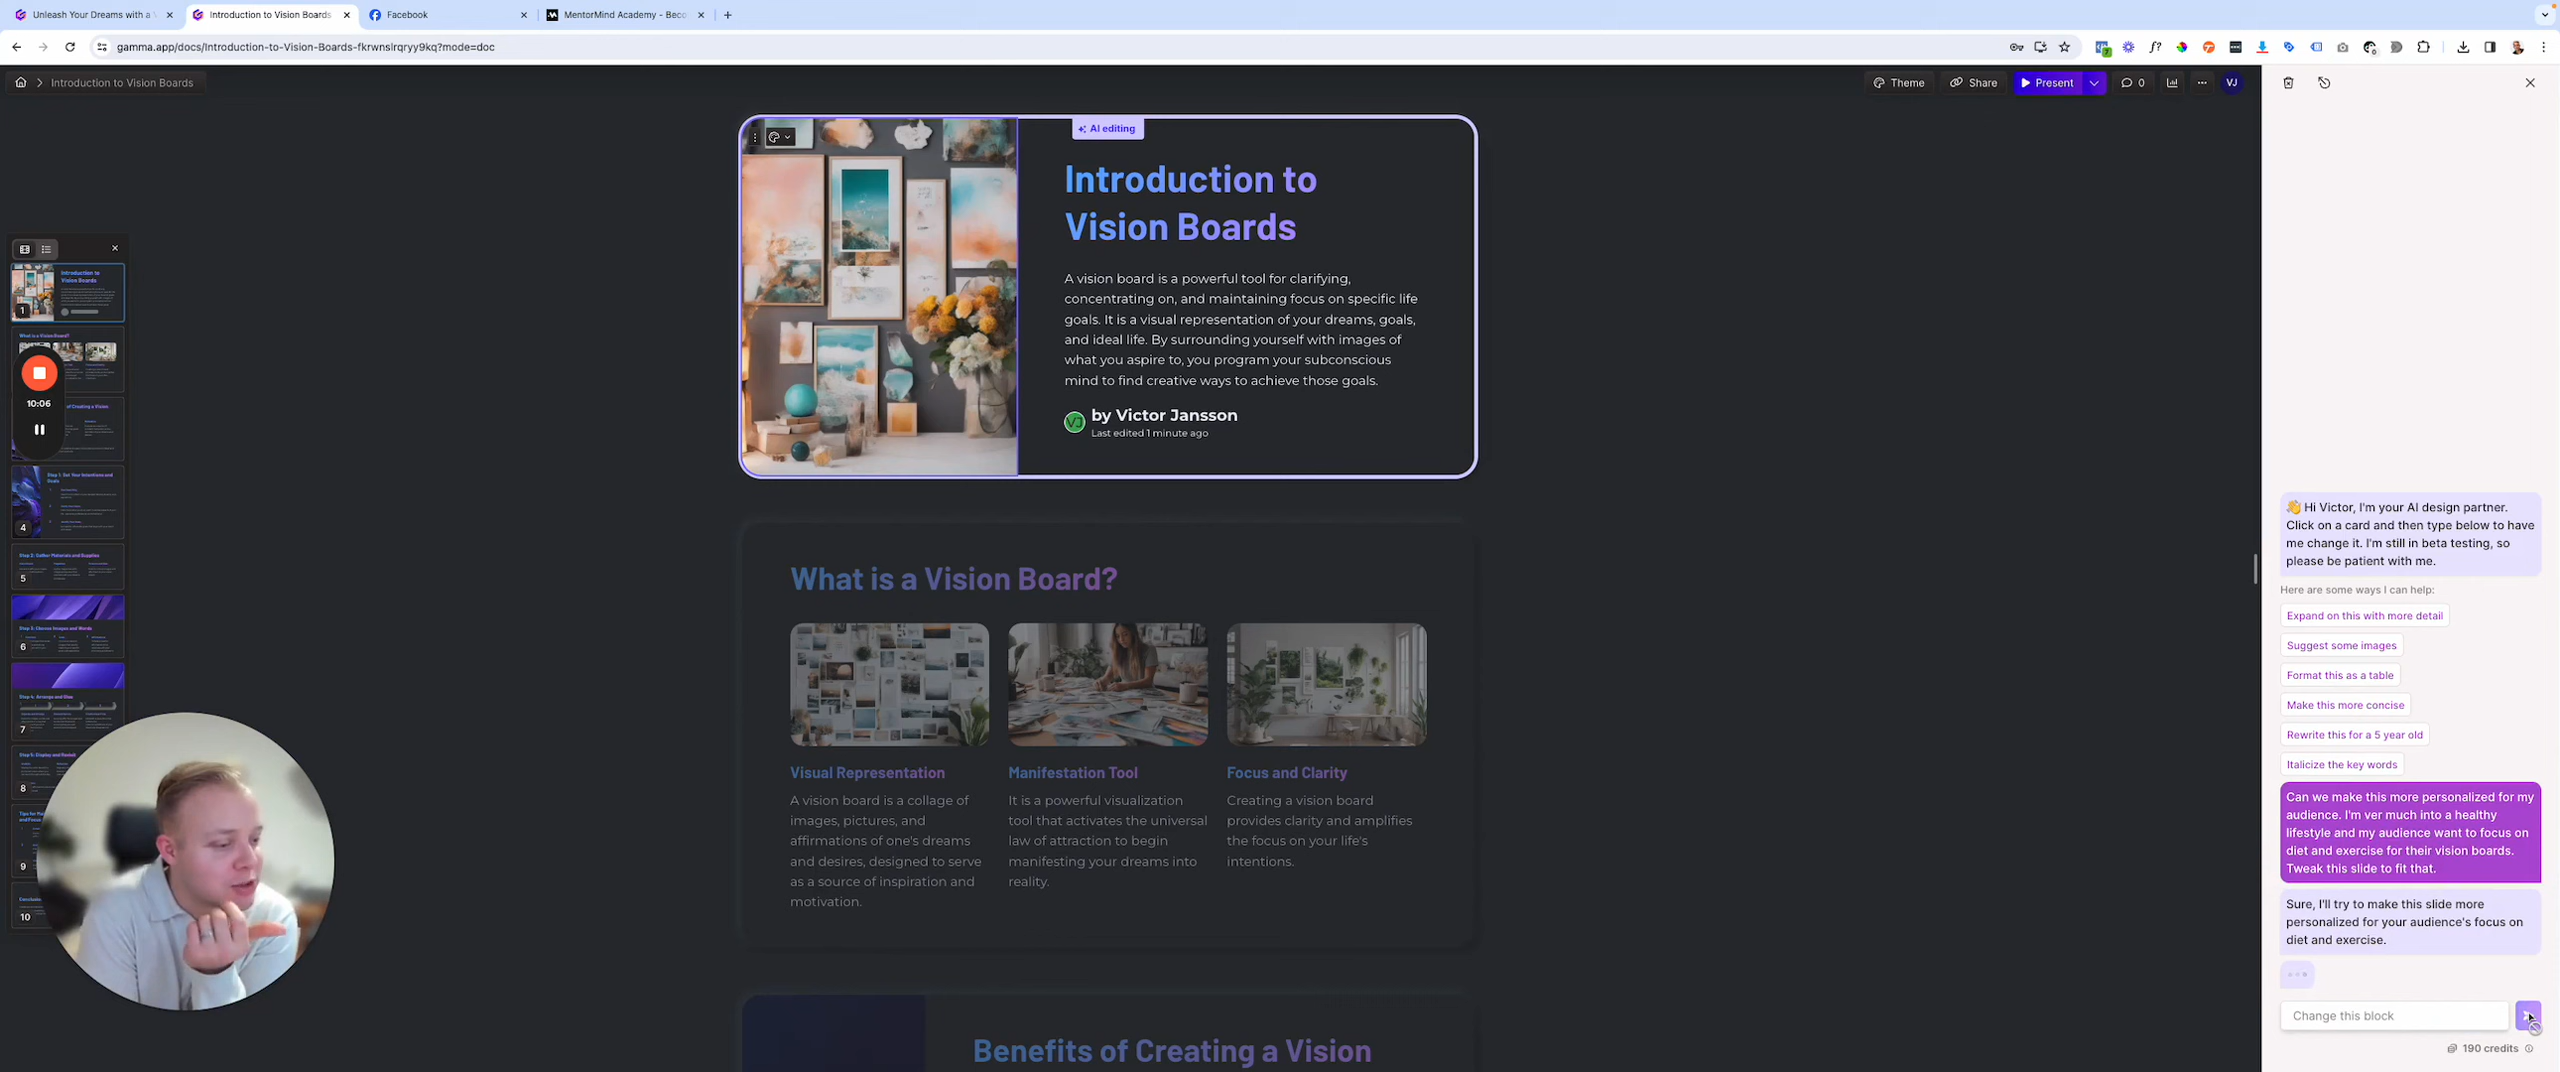 Unleash Your Dreams with a V
Introduction to Vision Boards
Facebook
MentorMind Academy - Beco
gamma.app/docs/Introduction-to-Vision-Boards-fkrwnslrqryy9kq?mode=doc
Introduction to Vision Boards
Theme
Share
Present
0
VJ
AI editing
Introduction to
Vision Boards
A vision board is a powerful tool for clarifying,
concentrating on, and maintaining focus on specific life
goals. It is a visual representation of your dreams, goals,
and ideal life. By surrounding yourself with images of
what you aspire to, you program your subconscious
mind to find creative ways to achieve those goals.
VJ
by Victor Jansson
Last edited 1 minute ago
Introduction to
Vision Boards
1
What is a Vision Board?
10:06
of Creating a Vision
Step 1: Set Your Intentions and
Goals
4
Step 2: Gather Materials and Supplies
5
Step 3: Choose Images and Words
6
Step 4: Arrange and Glue
7
8
9
10
What is a Vision Board?
Visual Representation
A vision board is a collage of
images, pictures, and
affirmations of one's dreams
and desires, designed to serve
as a source of inspiration and
motivation.
Manifestation Tool
It is a powerful visualization
tool that activates the universal
law of attraction to begin
manifesting your dreams into
reality.
Focus and Clarity
Creating a vision board
provides clarity and amplifies
the focus on your life's
intentions.
Benefits of Creating a Vision
👋 Hi Victor, I'm your AI design partner.
Click on a card and then type below to have
me change it. I'm still in beta testing, so
please be patient with me.
Here are some ways I can help:
Expand on this with more detail
Suggest some images
Format this as a table
Make this more concise
Rewrite this for a 5 year old
Italicize the key words
Can we make this more personalized for my
audience. I'm ver much into a healthy
lifestyle and my audience want to focus on
diet and exercise for their vision boards.
Tweak this slide to fit that.
Sure, I'll try to make this slide more
personalized for your audience's focus on
diet and exercise.
Change this block
190 credits